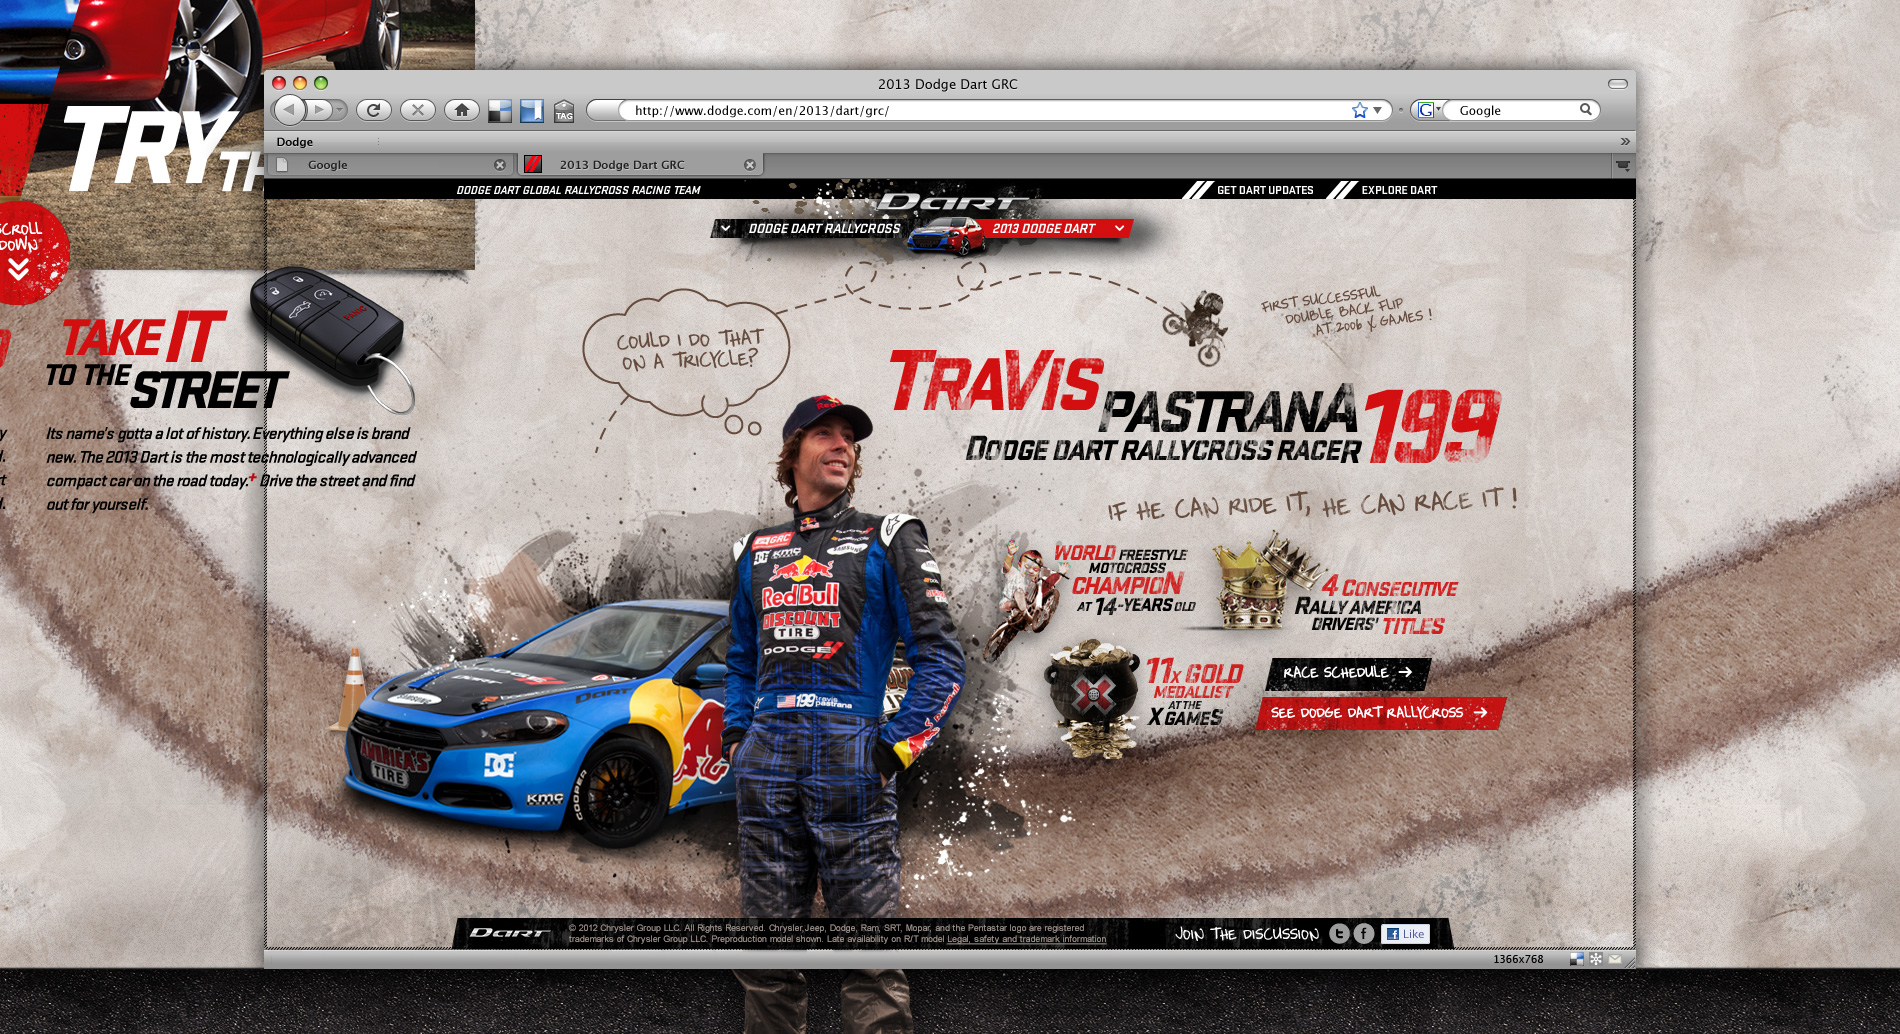 2013 Dodge Dart GRC
TAG
http://www.dodge.com/en/2013/dart/grc/
G
Google
Dodge
Google
2013 Dodge Dart GRC
DODGE DART GLOBAL RALLYCROSS RACING TEAM
GET DART UPDATES
EXPLORE DART
DART
DODGE DART RALLYCROSS
2013 DODGE DART
TRY
SCROLL
DOWN
PANIC
TAKE IT
TO THE
STREET
Its name's gotta a lot of history. Everything else is brand
new. The 2013 Dart is the most technologically advanced
compact car on the road today.+ Drive the street and find
out for yourself.
COULD I DO THAT
ON A TRICYCLE?
FIRST SUCCESSFUL
DOUBLE BACK FLIP
AT 2006 X GAMES !
TRAVIS
PASTRANA 199
DODGE DART RALLYCROSS RACER
IF HE CAN RIDE IT, HE CAN RACE IT !
WORLD FREESTYLE
MOTOCROSS
CHAMPION
AT 14-YEARS OLD
4 CONSECUTIVE
RALLY AMERICA
DRIVERS' TITLES
11X GOLD
MEDALLIST
AT THE
X GAMES
RACE SCHEDULE
SEE DODGE DART RALLYCROSS
Red Bull
GRC
KMC
SAMSUNG
RedBull
DISCOUNT
TIRE
DODGE
199 travis
pastrana
DART
SAMSUNG
AMERICA'S
TIRE
DC
KMC
COOPER
DART
© 2012 Chrysler Group LLC. All Rights Reserved. Chrysler,Jeep, Dodge, Ram, SRT, Mopar, and the Pentastar logo are registered
trademarks of Chrysler Group LLC. Preproduction model shown. Late availability on R/T model Legal, safety and trademark information
JOIN THE DISCUSSION
Like
1366x768